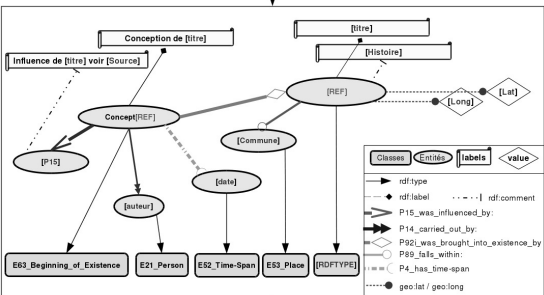 [titre]
Conception de [titre]
[Histoire]
Influence de [titre] voir [Source]
[REF]
[Lat]
[Long]
Concept[REF]
[Commune]
[P15]
[date]
[auteur]
Classes
Entités
labels
value
rdf:type
rdf:label
rdf:comment
P15_was_influenced_by:
P14_carried_out_by:
P92i_was_brought_into_existence_by
P89_falls_within:
P4_has_time-span
geo:lat / geo:long
E63_Beginning_of_Existence
E21_Person
E52_Time-Span
E53_Place
[RDFTYPE]